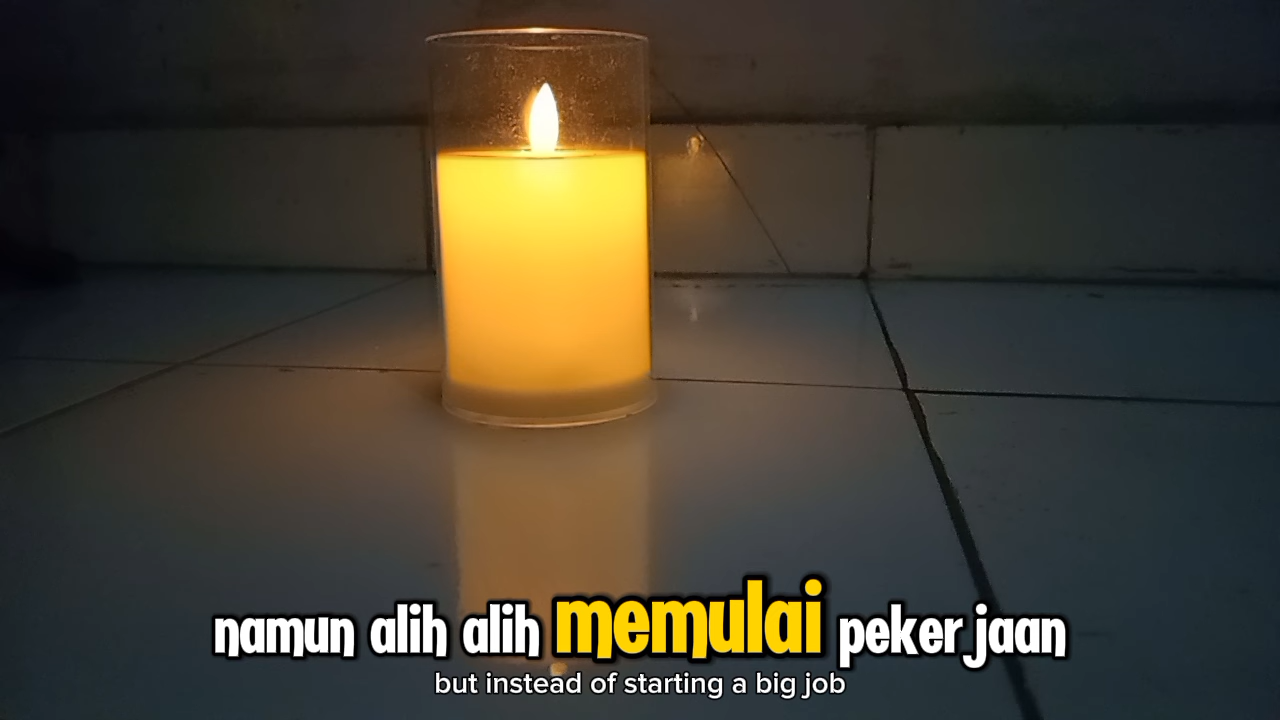 namun alih alih memulai pekerjaan
but instead of starting a big job